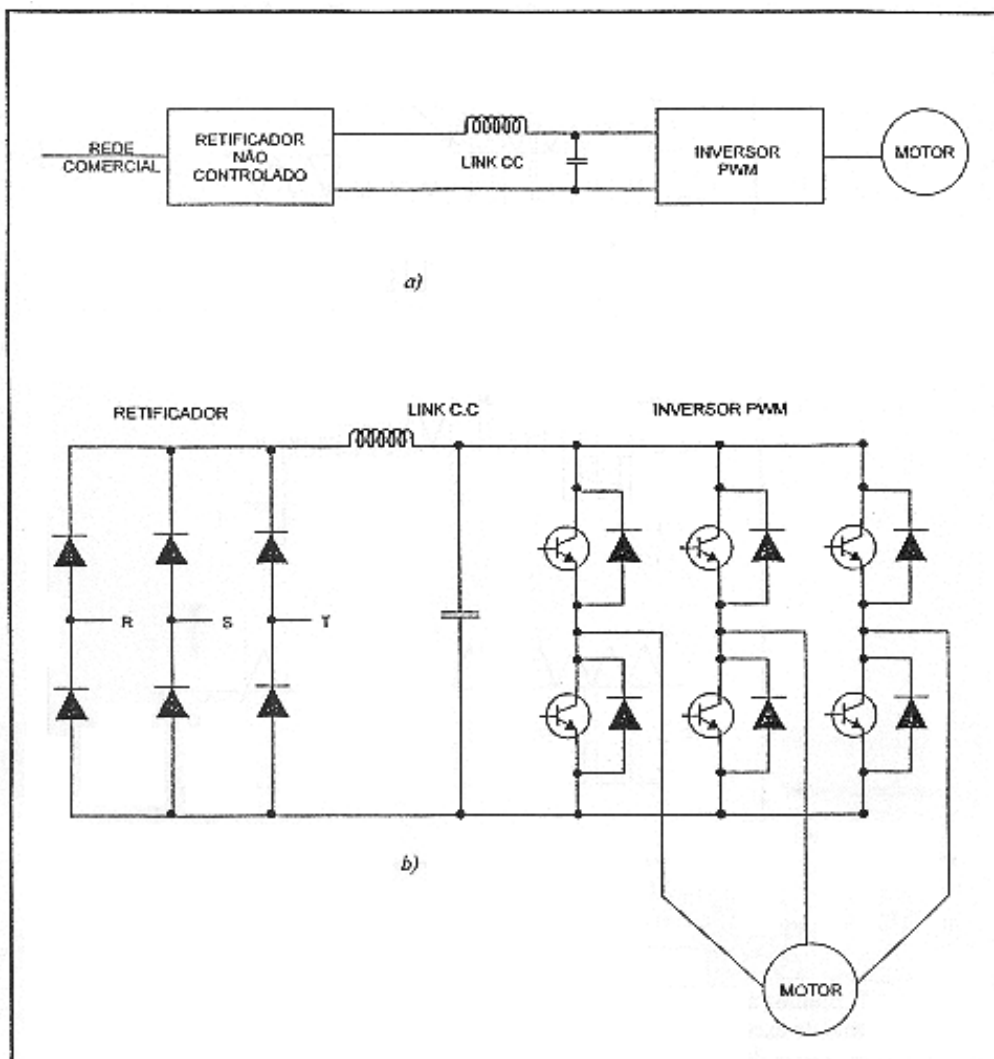 REDE
COMERCIAL
RETIFICADOR
NÃO
CONTROLADO
LINK CC
INVERSOR
PWM
MOTOR
a)
RETIFICADOR
LINK C.C
INVERSOR PWM
R
S
T
b)
MOTOR